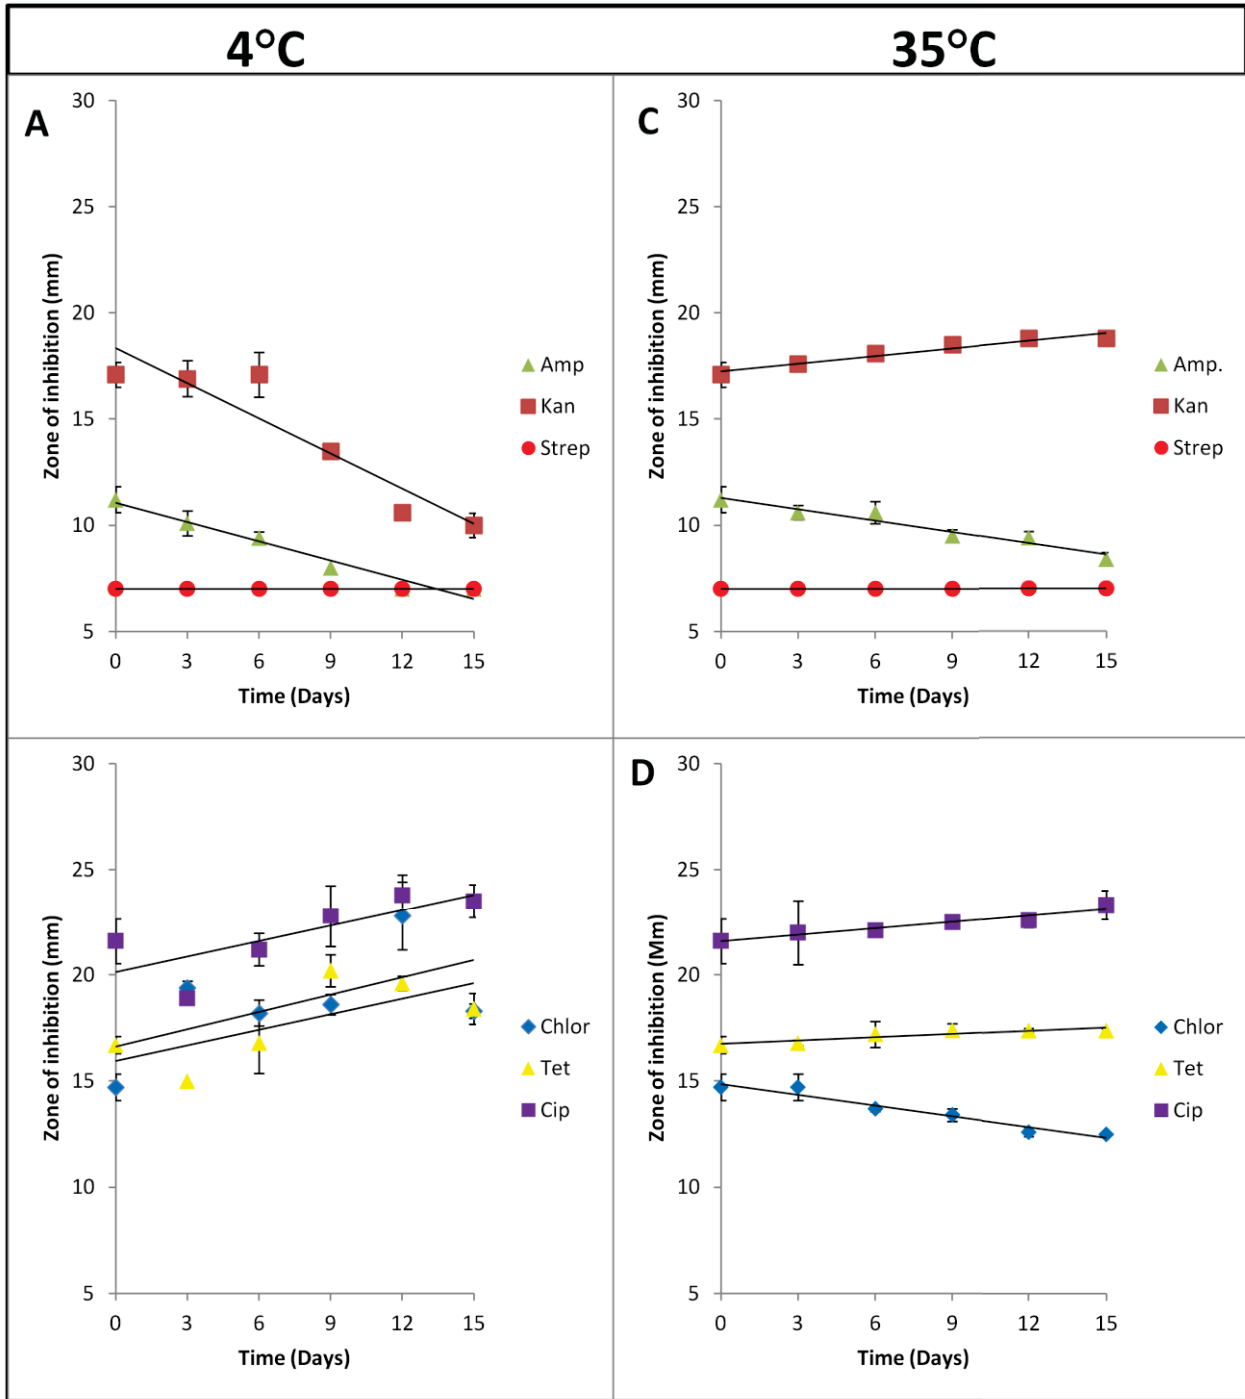 4°C 35°C
A
30
25
20
15
10
5
Zone of inhibition (mm)
0 3 6 9 12 15
Time (Days)
Amp
Kan
Strep
C
30
25
20
15
10
5
Zone of inhibition (mm)
0 3 6 9 12 15
Time (Days)
Amp.
Kan
Strep
30
25
20
15
10
5
Zone of inhibition (mm)
0 3 6 9 12 15
Time (Days)
Chlor
Tet
Cip
D
30
25
20
15
10
5
Zone of inhibition (Mm)
0 3 6 9 12 15
Time (Days)
Chlor
Tet
Cip